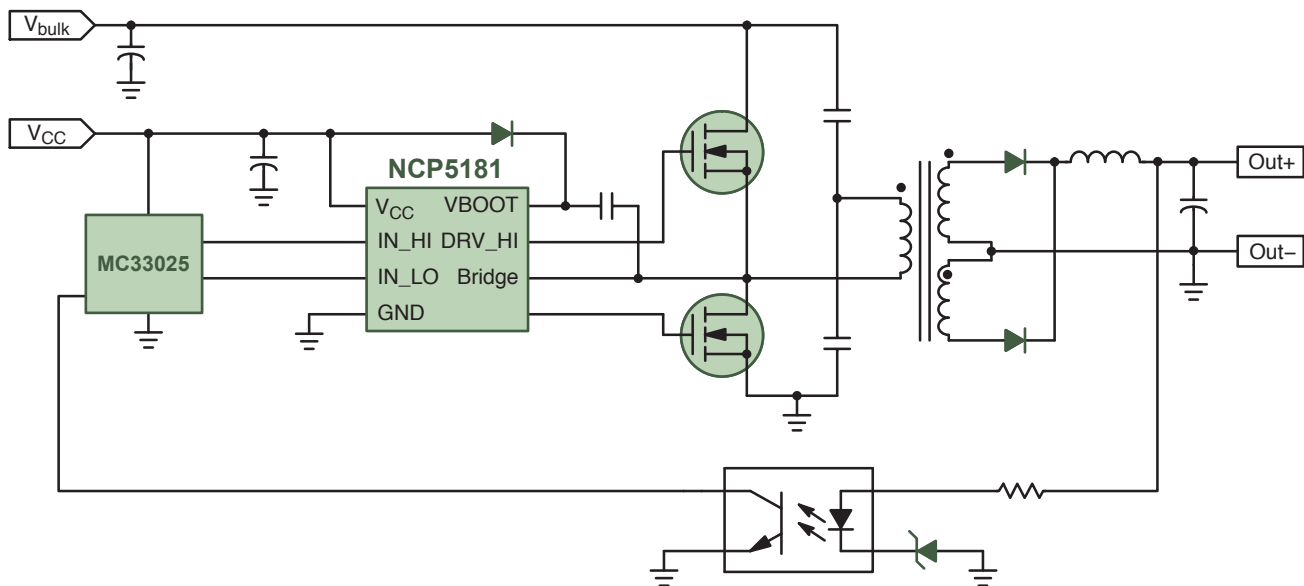 V_bulk
V_CC
NCP5181
V_CC VBOOT
IN_HI DRV_HI
IN_LO Bridge
GND
MC33025
Out+
Out−